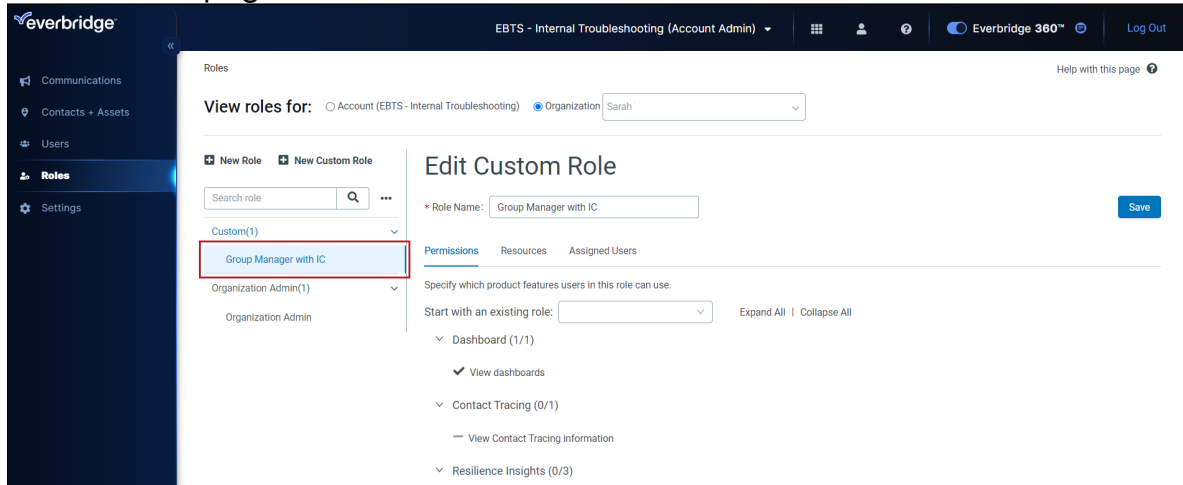 everbridge
EBTS - Internal Troubleshooting (Account Admin)
Everbridge 360™
Log Out
«
Communications
Contacts + Assets
Users
Roles
Settings
Roles
Help with this page
View roles for: Account (EBTS - Internal Troubleshooting) Organization Sarah
New Role New Custom Role
Search role
Custom(1)
Group Manager with IC
Organization Admin(1)
Organization Admin
Edit Custom Role
* Role Name: Group Manager with IC
Save
Permissions Resources Assigned Users
Specify which product features users in this role can use.
Start with an existing role: Expand All | Collapse All
Dashboard (1/1)
View dashboards
Contact Tracing (0/1)
View Contact Tracing information
Resilience Insights (0/3)